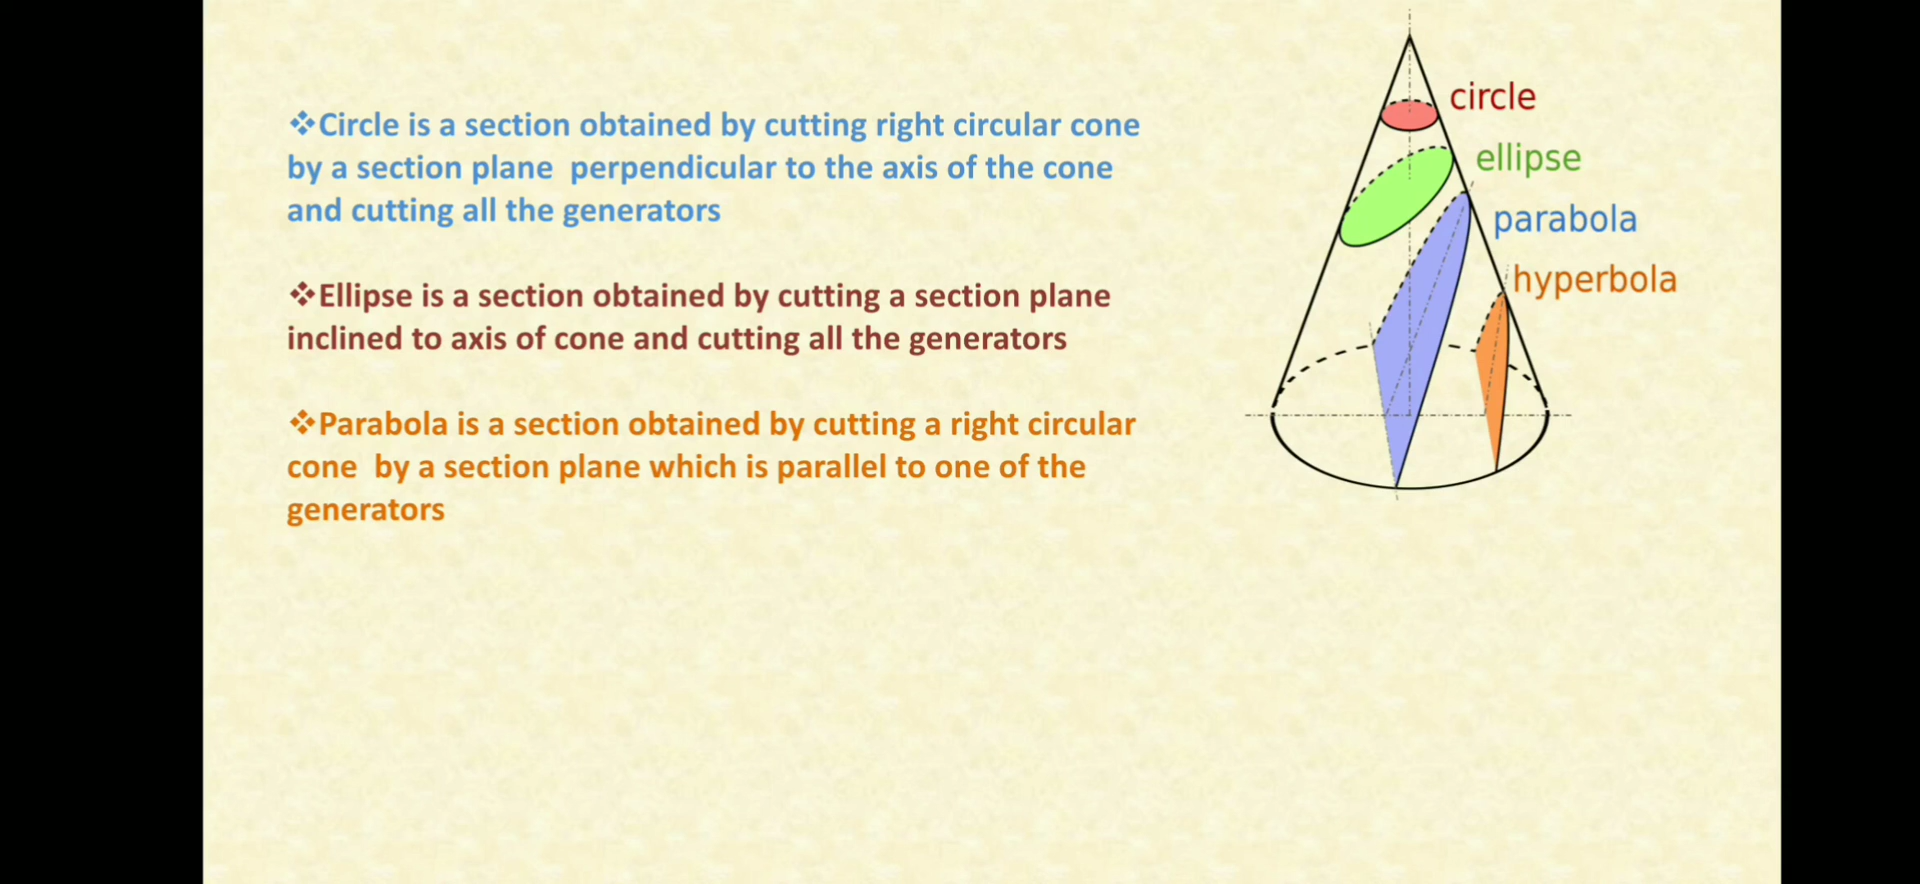 ❖Circle is a section obtained by cutting right circular cone
by a section plane  perpendicular to the axis of the cone
and cutting all the generators
❖Ellipse is a section obtained by cutting a section plane
inclined to axis of cone and cutting all the generators
❖Parabola is a section obtained by cutting a right circular
cone  by a section plane which is parallel to one of the
generators
circle
ellipse
parabola
hyperbola